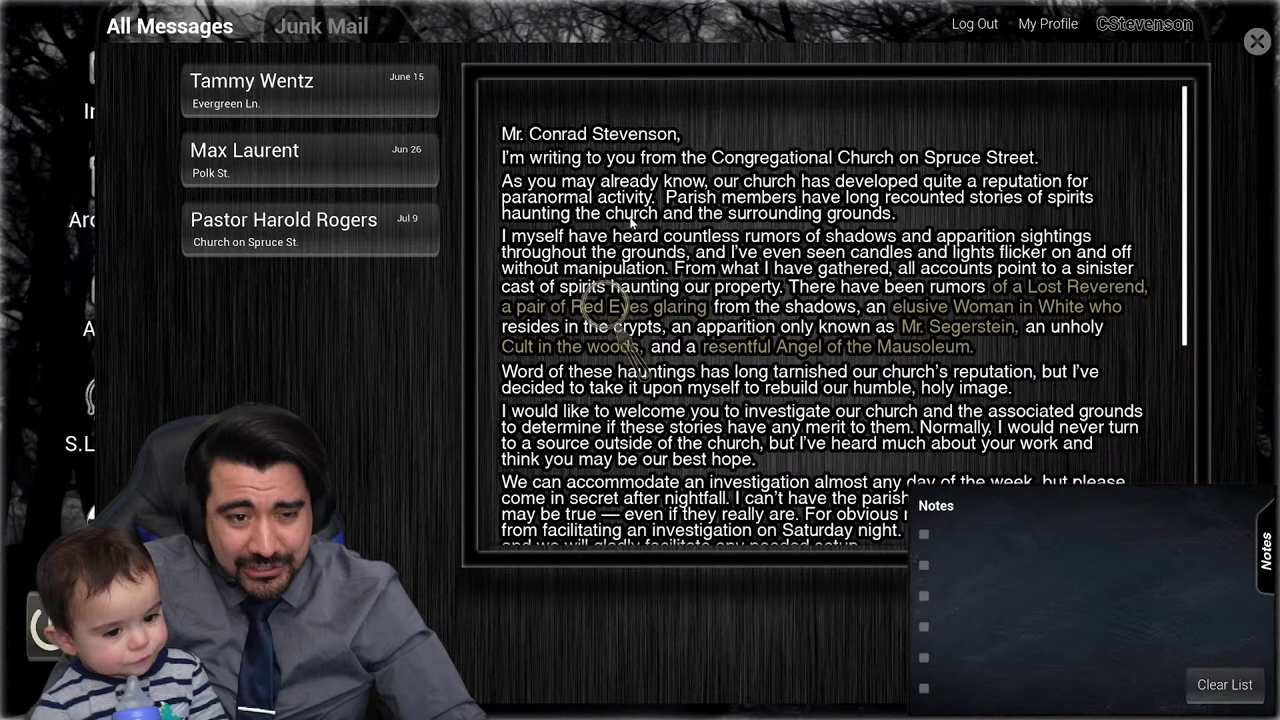 All Messages
Junk Mail
Log Out
My Profile
CStevenson
Tammy Wentz
June 15
Evergreen Ln.
Max Laurent
Jun 26
Polk St.
Pastor Harold Rogers
Jul 9
Church on Spruce St.
S.L
Mr. Conrad Stevenson,
I'm writing to you from the Congregational Church on Spruce Street.
As you may already know, our church has developed quite a reputation for
paranormal activity. Parish members have long recounted stories of spirits
haunting the church and the surrounding grounds.
I myself have heard countless rumors of shadows and apparition sightings
throughout the grounds, and I've even seen candles and lights flicker on and off
without manipulation. From what I have gathered, all accounts point to a sinister
cast of spirits haunting our property. There have been rumors of a Lost Reverend,
a pair of Red Eyes glaring from the shadows, an elusive Woman in White who
resides in the crypts, an apparition only known as Mr. Segerstein, an unholy
Cult in the woods, and a resentful Angel of the Mausoleum.
Word of these hauntings has long tarnished our church's reputation, but I've
decided to take it upon myself to rebuild our humble, holy image.
I would like to welcome you to investigate our church and the associated grounds
to determine if these stories have any merit to them. Normally, I would never turn
to a source outside of the church, but I've heard much about your work and
think you may be our best hope.
We can accommodate an investigation almost any day of the week, but please
come in secret after nightfall. I can't have the parish
may be true — even if they really are. For obvious
from facilitating an investigation on Saturday night.
and we will gladly facilitate any needed setup
Notes
Notes
Clear List